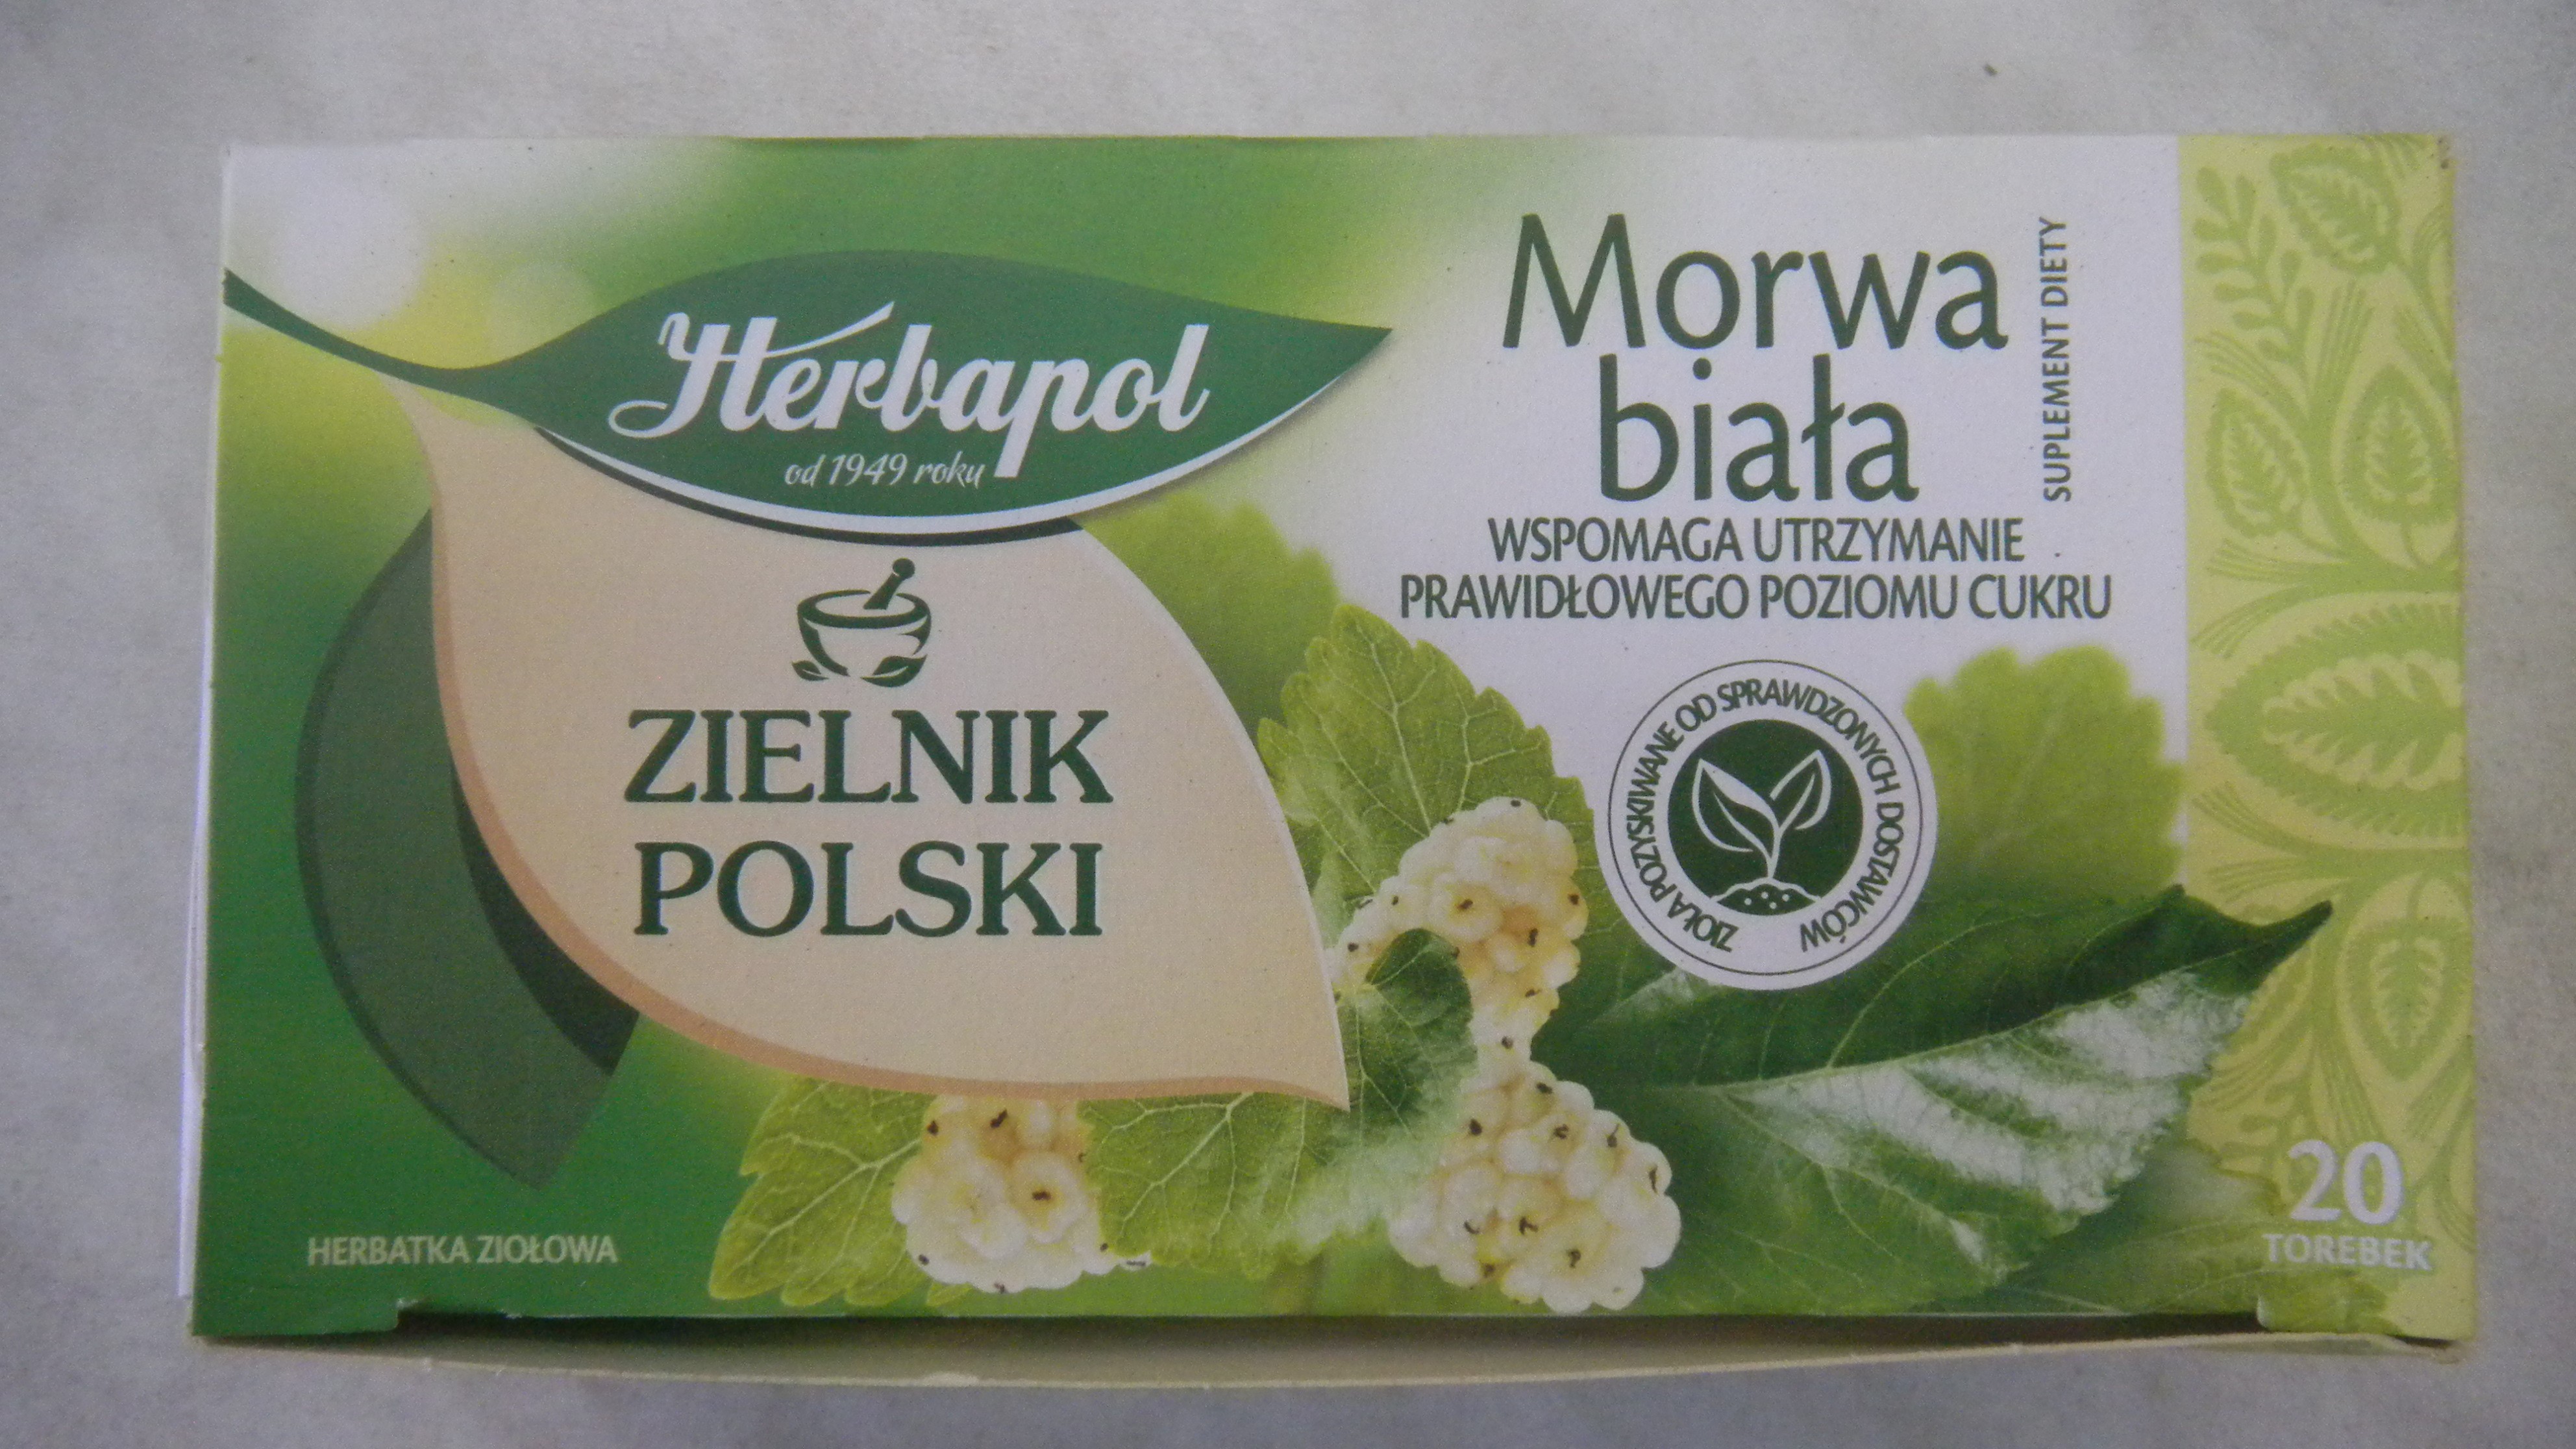 Herbapol
od 1949 roku
ZIELNIK
POLSKI
HERBATKA ZIOŁOWA
Morwa
biała
SUPLEMENT DIETY
WSPOMAGA UTRZYMANIE
PRAWIDŁOWEGO POZIOMU CUKRU
ZIOŁA POZYSKIWANE OD SPRAWDZONYCH DOSTAWCÓW
20
TOREBEK